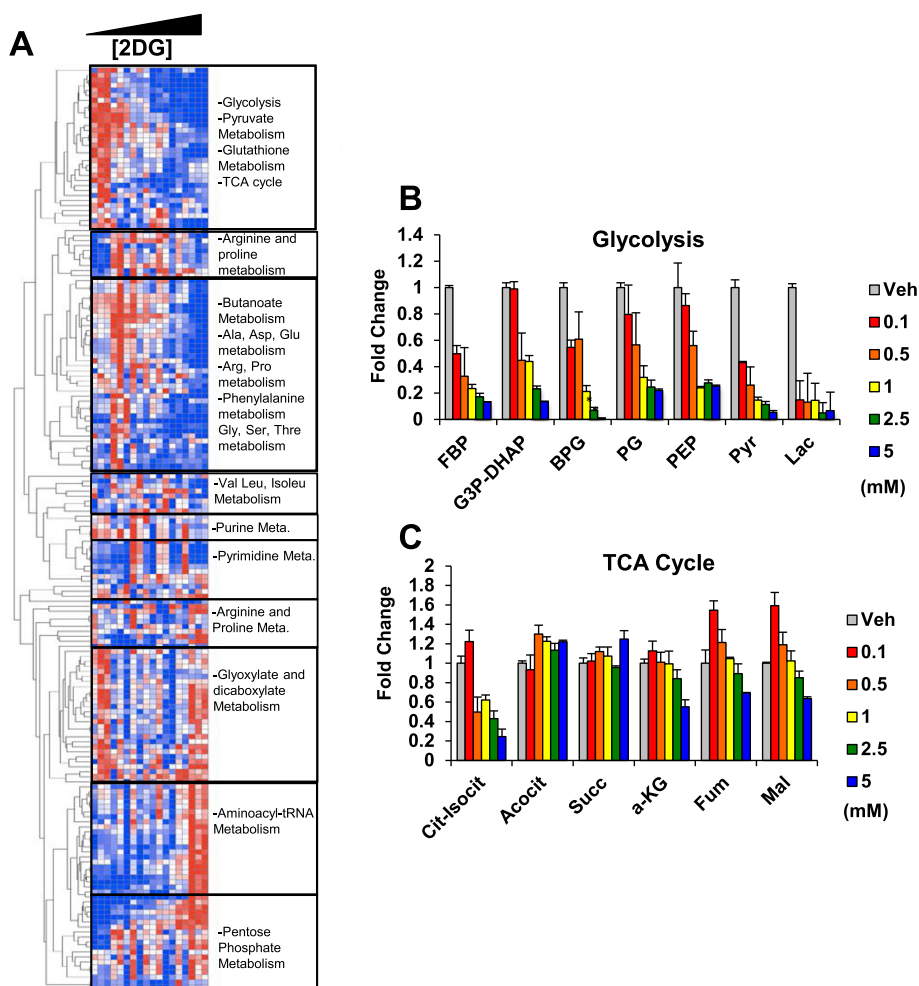 A
[2DG]
-Glycolysis
-Pyruvate
Metabolism
-Glutathione
Metabolism
-TCA cycle
-Arginine and
proline
metabolism
-Butanoate
Metabolism
-Ala, Asp, Glu
metabolism
-Arg, Pro
metabolism
-Phenylalanine
metabolism
Gly, Ser, Thre
metabolism
-Val Leu, Isoleu
Metabolism
-Purine Meta.
-Pyrimidine Meta.
-Arginine and
Proline Meta.
-Glyoxylate and
dicaboxylate
Metabolism
-Aminoacyl-tRNA
Metabolism
-Pentose
Phosphate
Metabolism
B
Glycolysis
Fold Change
1.4
1.2
1
0.8
0.6
0.4
0.2
0
*
FBP
G3P-DHAP
BPG
PG
PEP
Pyr
Lac
Veh
0.1
0.5
1
2.5
5
(mM)
C
TCA Cycle
Fold Change
2
1.8
1.6
1.4
1.2
1
0.8
0.6
0.4
0.2
0
Cit-Isocit
Acocit
Succ
a-KG
Fum
Mal
Veh
0.1
0.5
1
2.5
5
(mM)